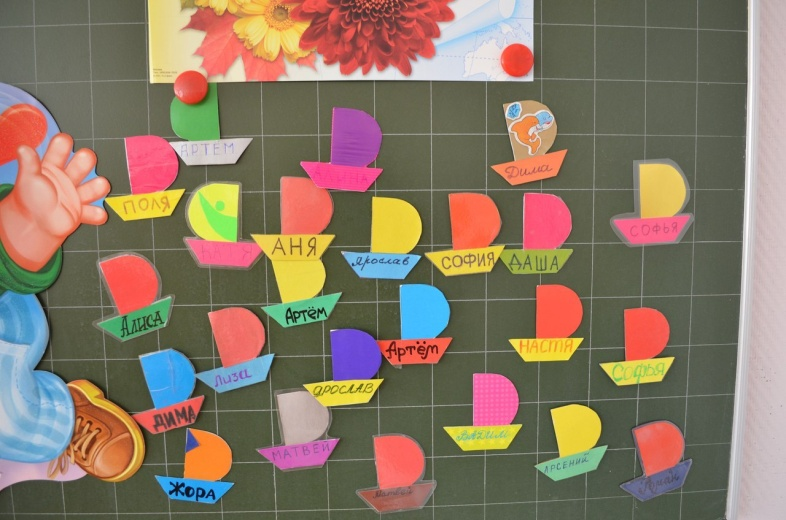 АРТЕМ
ПОЛЯ
Дима
СОФЬЯ
АНЯ
Ярослав
СОФИЯ
ДАША
Алиса
Артём
Артём
НАСТЯ
Лиза
Софья
ЯРОСЛАВ
ДИМА
МАТВЕЙ
АРСЕНИЙ
ЖОРА